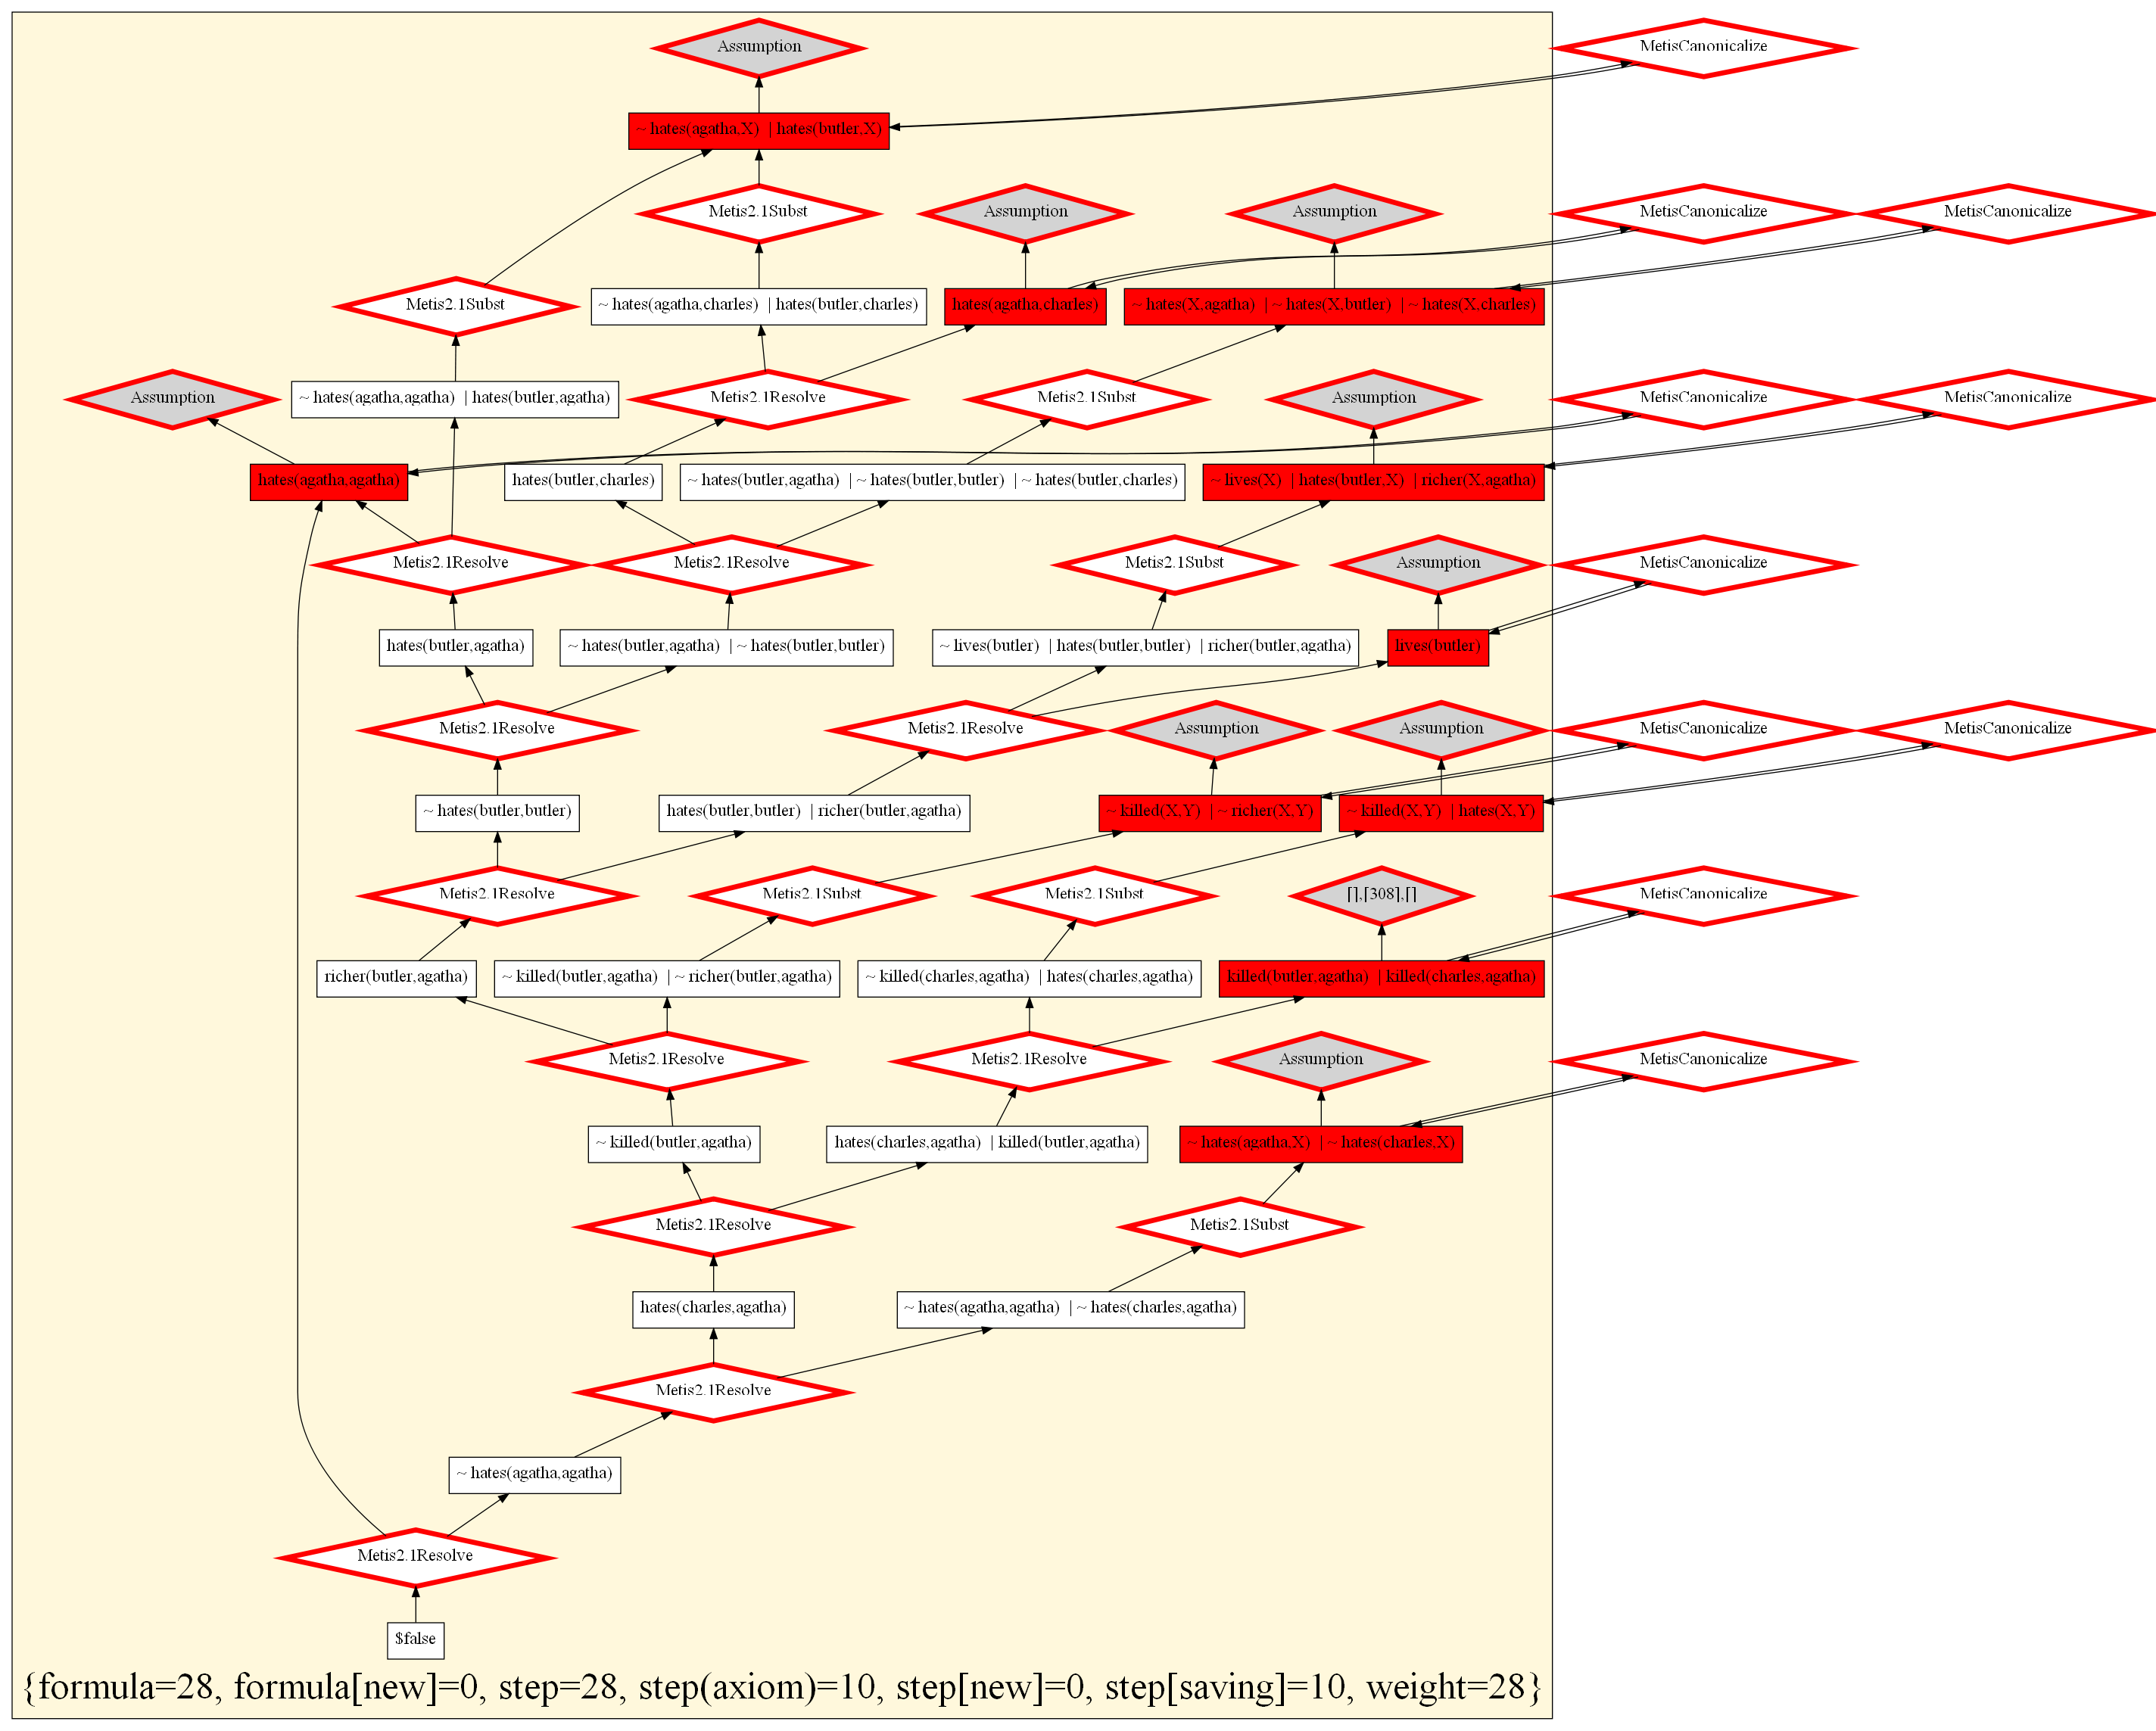 Assumption
MetisCanonicalize
~ hates(agatha,X) | hates(butler,X)
Metis2.1Subst
Assumption
Assumption
MetisCanonicalize
MetisCanonicalize
Metis2.1Subst
~ hates(agatha,charles) | hates(butler,charles)
hates(agatha,charles)
~ hates(X,agatha) | ~ hates(X,butler) | ~ hates(X,charles)
Assumption
~ hates(agatha,agatha) | hates(butler,agatha)
Metis2.1Resolve
Metis2.1Subst
Assumption
MetisCanonicalize
MetisCanonicalize
hates(agatha,agatha)
hates(butler,charles)
~ hates(butler,agatha) | ~ hates(butler,butler) | ~ hates(butler,charles)
~ lives(X) | hates(butler,X) | richer(X,agatha)
Metis2.1Resolve
Metis2.1Resolve
Metis2.1Subst
Assumption
MetisCanonicalize
hates(butler,agatha)
~ hates(butler,agatha) | ~ hates(butler,butler)
~ lives(butler) | hates(butler,butler) | richer(butler,agatha)
lives(butler)
Metis2.1Resolve
Metis2.1Resolve
Assumption
Assumption
MetisCanonicalize
MetisCanonicalize
~ hates(butler,butler)
hates(butler,butler) | richer(butler,agatha)
~ killed(X,Y) | ~ richer(X,Y)
~ killed(X,Y) | hates(X,Y)
Metis2.1Resolve
Metis2.1Subst
Metis2.1Subst
[],[308],[]
MetisCanonicalize
richer(butler,agatha)
~ killed(butler,agatha) | ~ richer(butler,agatha)
~ killed(charles,agatha) | hates(charles,agatha)
killed(butler,agatha) | killed(charles,agatha)
Metis2.1Resolve
Metis2.1Resolve
Assumption
MetisCanonicalize
~ killed(butler,agatha)
hates(charles,agatha) | killed(butler,agatha)
~ hates(agatha,X) | ~ hates(charles,X)
Metis2.1Resolve
Metis2.1Subst
hates(charles,agatha)
~ hates(agatha,agatha) | ~ hates(charles,agatha)
Metis2.1Resolve
~ hates(agatha,agatha)
Metis2.1Resolve
$false
{formula=28, formula[new]=0, step=28, step(axiom)=10, step[new]=0, step[saving]=10, weight=28}